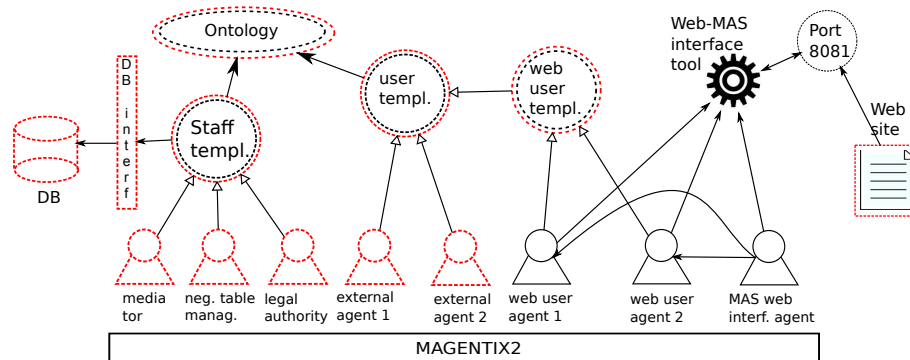 Ontology
user
templ.
web
user
templ.
Web-MAS
interface
tool
Port
8081
Web
site
D
B
i
n
t
e
r
f
Staff
templ.
DB
media
tor
neg. table
manag.
legal
authority
external
agent 1
external
agent 2
web user
agent 1
web user
agent 2
MAS web
interf. agent
MAGENTIX2